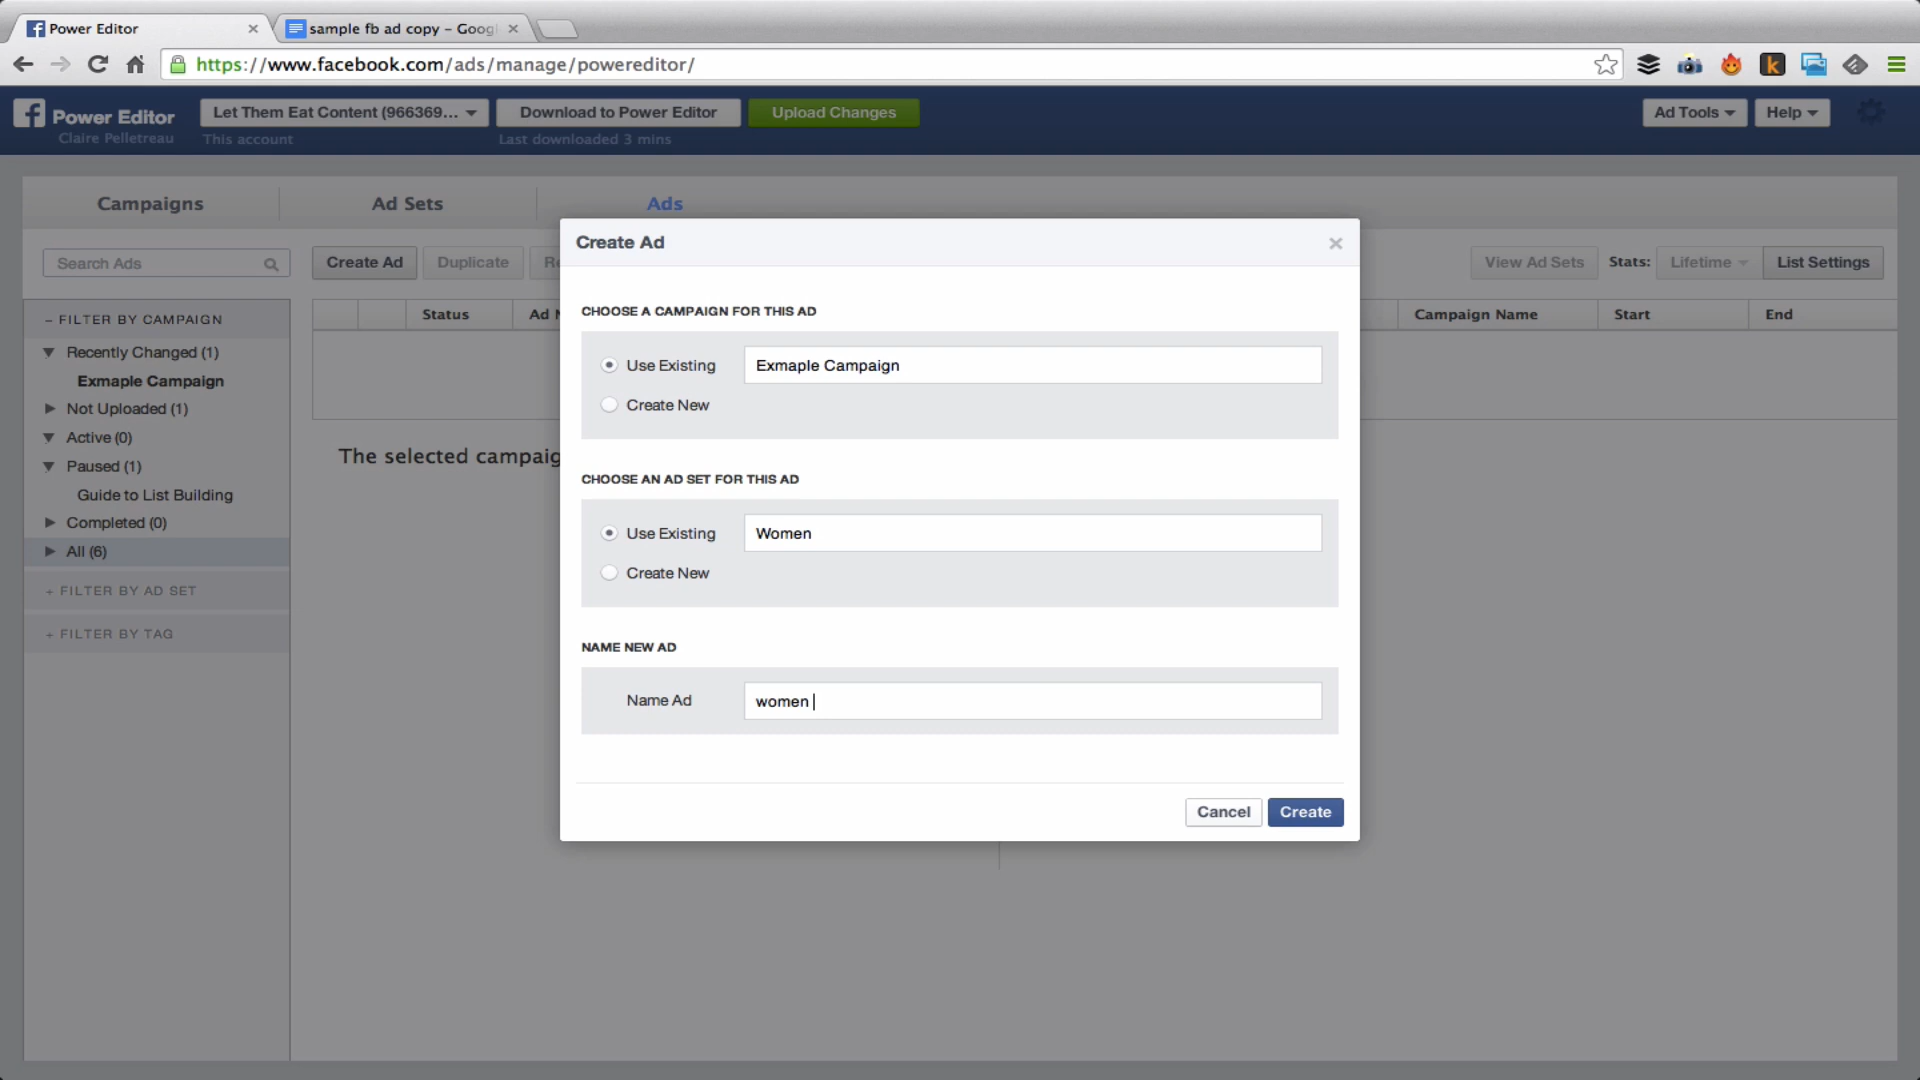 Power Editor
sample fb ad copy – Goog
https://www.facebook.com/ads/manage/powereditor/
Power Editor
Claire Pelletreau
Let Them Eat Content (966369...
This account
Download to Power Editor
Last downloaded 3 mins
Upload Changes
Ad Tools
Help
Campaigns
Ad Sets
Ads
Search Ads
Create Ad
Duplicate
Re
View Ad Sets
Stats:
Lifetime
List Settings
Status
Ad N
Campaign Name
Start
End
– FILTER BY CAMPAIGN
Recently Changed (1)
Exmaple Campaign
Not Uploaded (1)
Active (0)
Paused (1)
Guide to List Building
Completed (0)
All (6)
+ FILTER BY AD SET
+ FILTER BY TAG
The selected campaig
Create Ad
CHOOSE A CAMPAIGN FOR THIS AD
Use Existing
Exmaple Campaign
Create New
CHOOSE AN AD SET FOR THIS AD
Use Existing
Women
Create New
NAME NEW AD
Name Ad
women
Cancel
Create